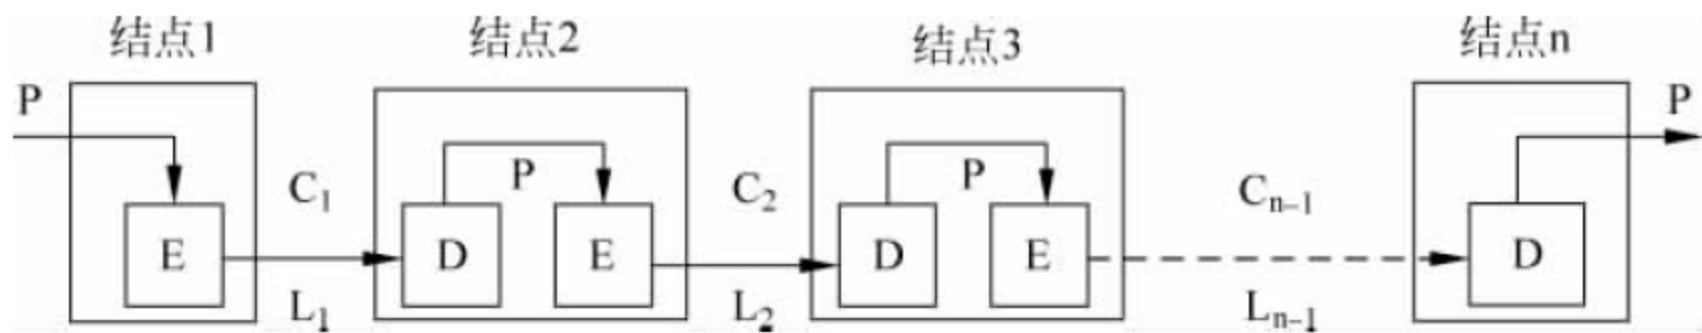 结点1 结点2 结点3 结点n
P P
P P
C₁ C₂ Cₙ₋₁
E D E D E D
L₁ L₂ Lₙ₋₁